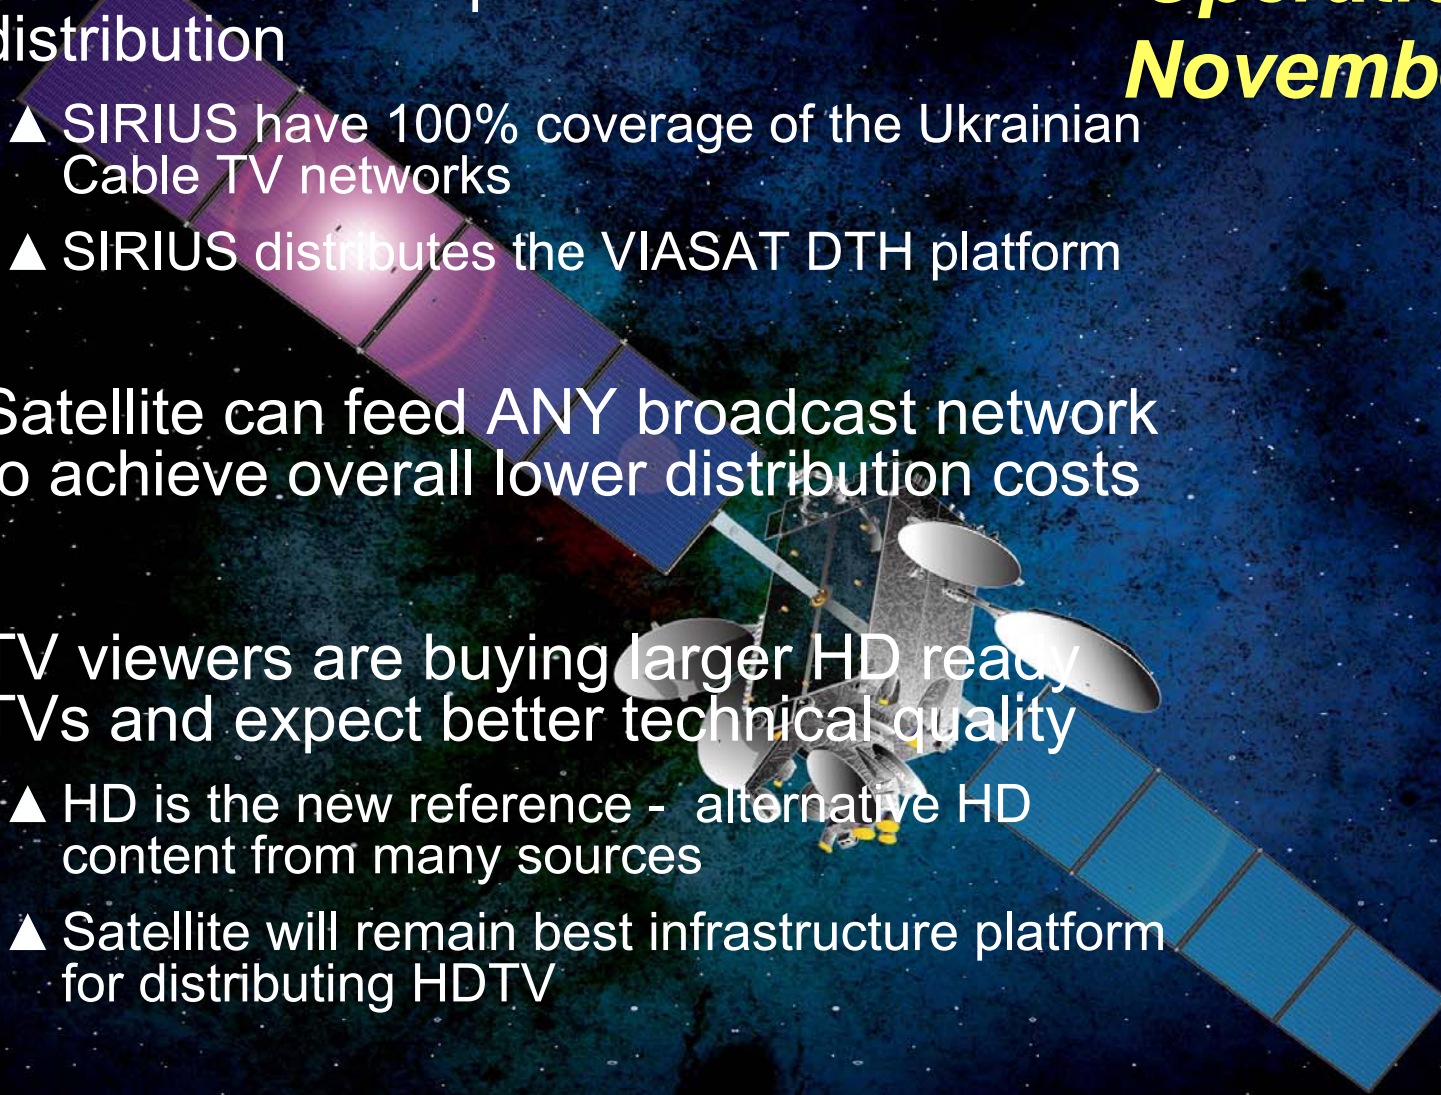 distribution
Novemb
▲ SIRIUS have 100% coverage of the Ukrainian
Cable TV networks
▲ SIRIUS distributes the VIASAT DTH platform
Satellite can feed ANY broadcast network
o achieve overall lower distribution costs
TV viewers are buying larger HD ready
TVs and expect better technical quality
▲ HD is the new reference - alternative HD
content from many sources
▲ Satellite will remain best infrastructure platform
for distributing HDTV